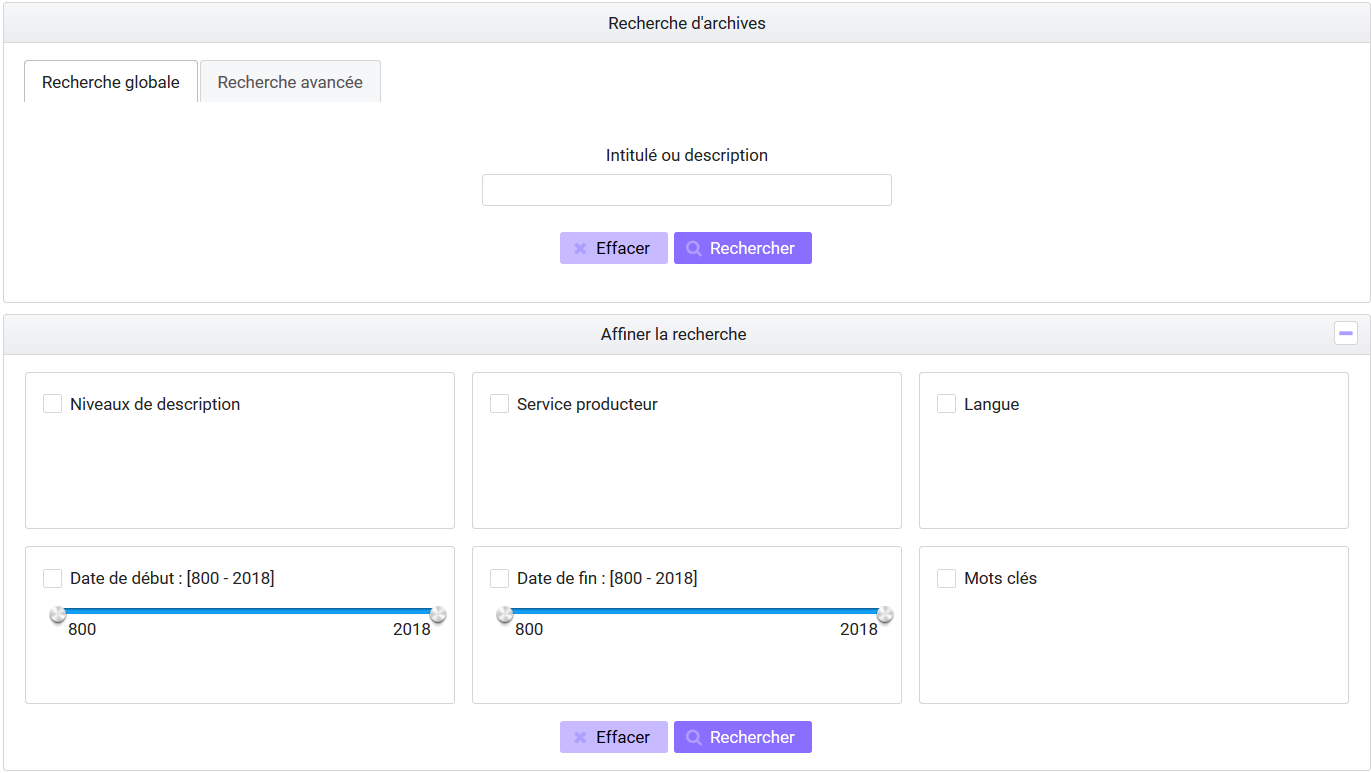 Recherche d'archives
Recherche globale
Recherche avancée
Intitulé ou description
Effacer
Rechercher
Affiner la recherche
Niveaux de description
Service producteur
Langue
Date de début : [800 - 2018]
800
2018
Date de fin : [800 - 2018]
800
2018
Mots clés
Effacer
Rechercher